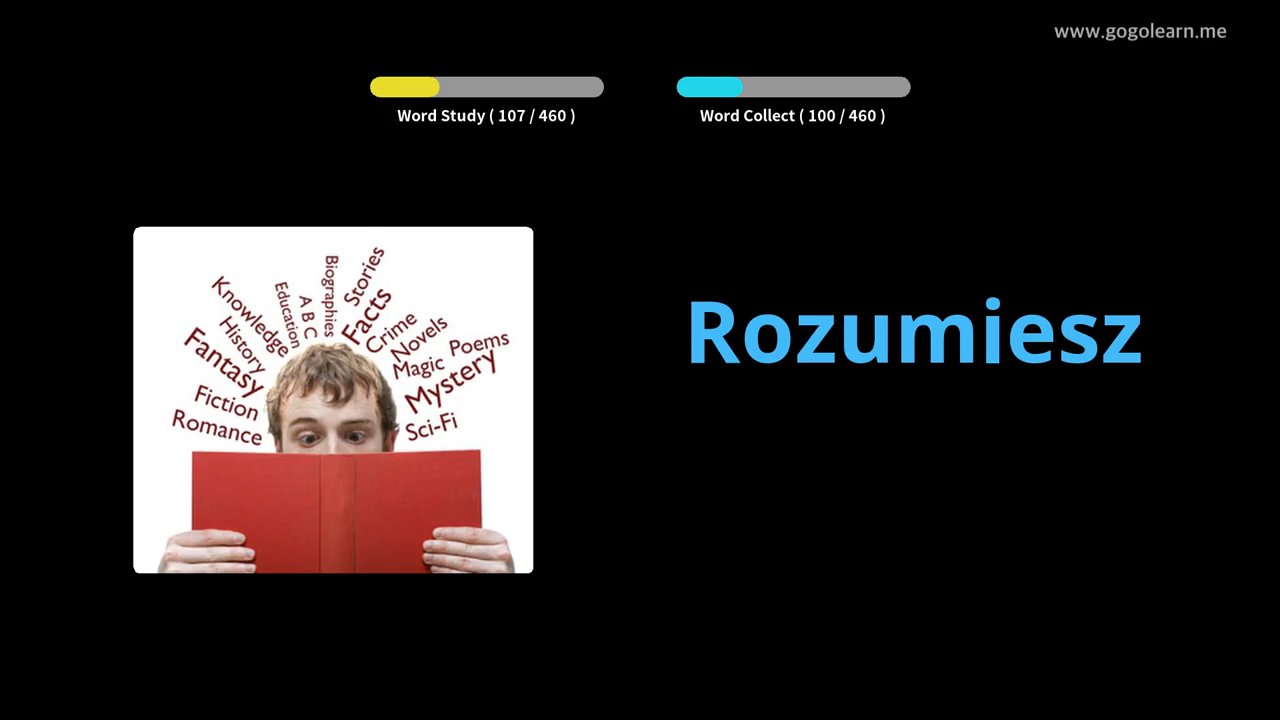 www.gogolearn.me
Word Study ( 107 / 460 )
Word Collect ( 100 / 460 )
Rozumiesz
Knowledge
History
Fantasy
Fiction
Romance
Education
A B C
Biographies
Stories
Facts
Crime
Novels
Magic
Poems
Mystery
Sci-Fi